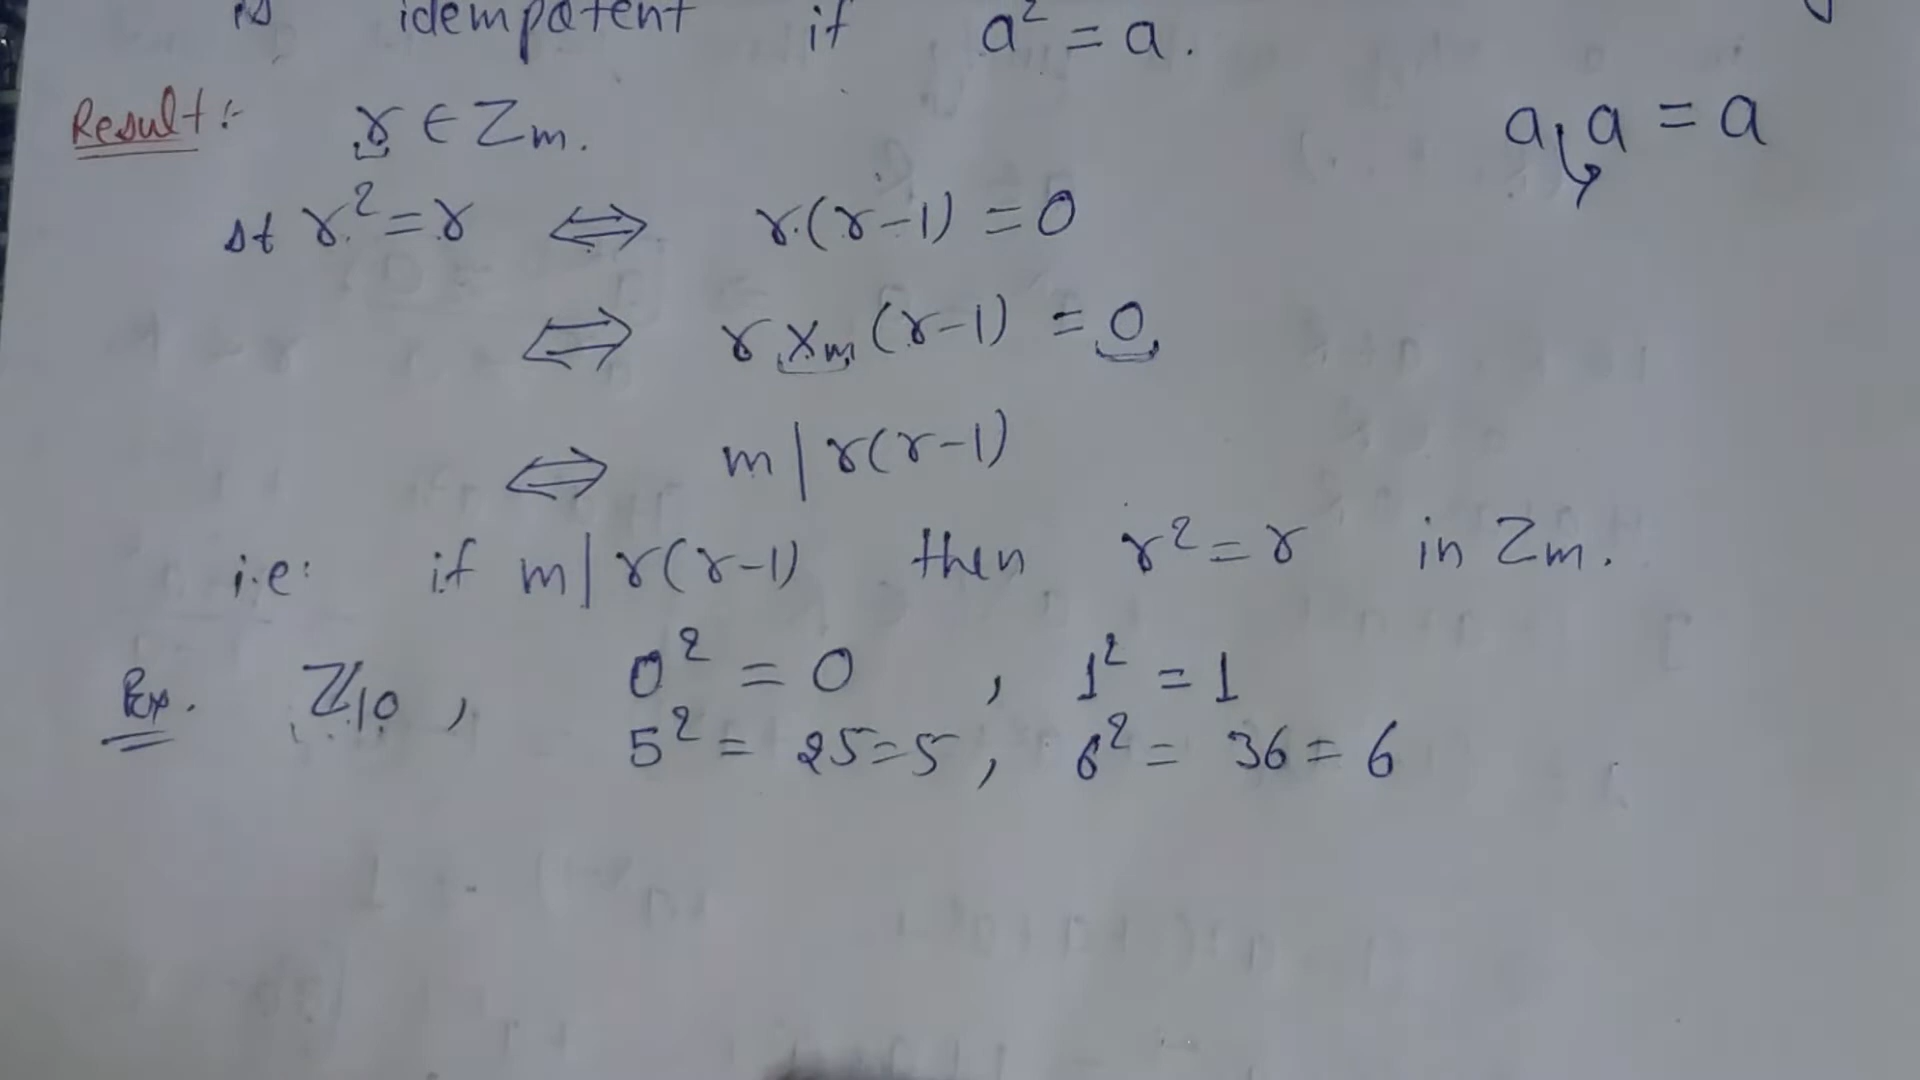 is idempotent if a² = a.
Result :- r ∈ Zm.
a . a = a
st r² = r ⟺ r.(r-1) = 0
⟺ r ×m (r-1) = 0
⟺ m | r(r-1)
i.e: if m | r(r-1) then r² = r in Zm.
Ex. Z10 , 0² = 0 , 1² = 1
5² = 25 = 5 , 6² = 36 = 6